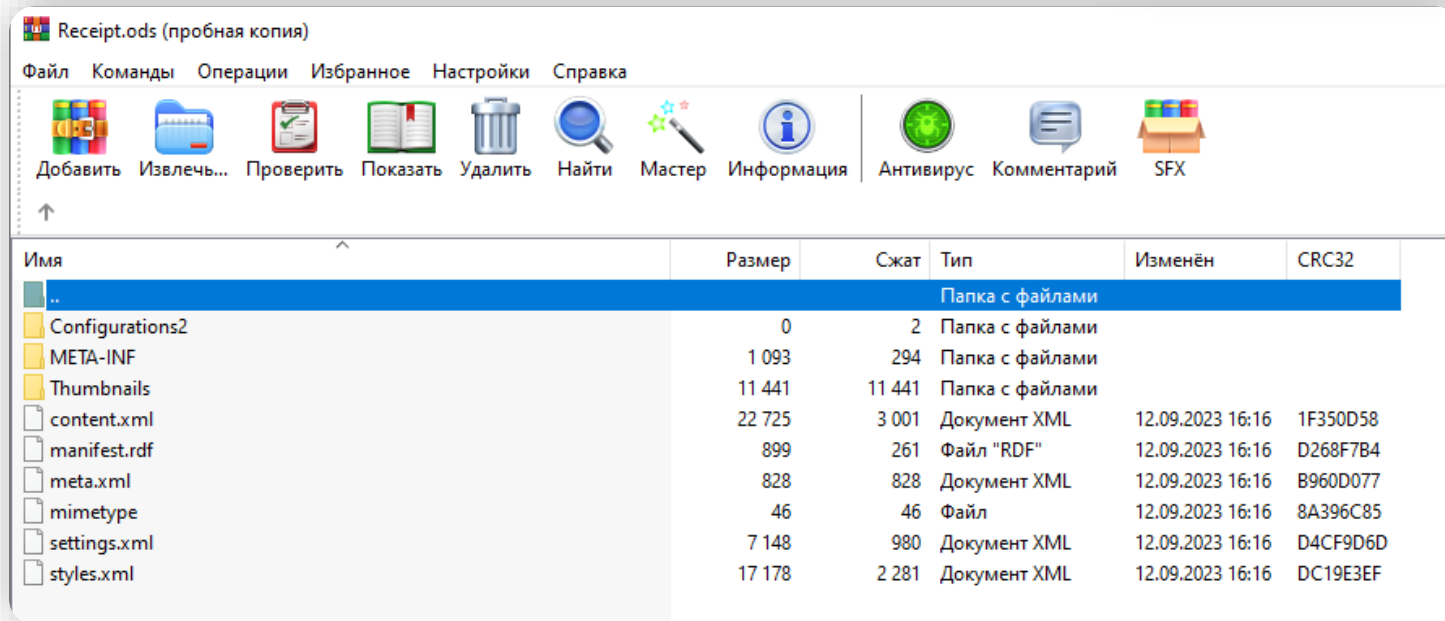 Receipt.ods (пробная копия)
Файл Команды Операции Избранное Настройки Справка
Добавить Извлечь... Проверить Показать Удалить Найти Мастер Информация Антивирус Комментарий SFX
Имя Размер Сжат Тип Изменён CRC32
.. Папка с файлами
Configurations2 0 2 Папка с файлами
META-INF 1 093 294 Папка с файлами
Thumbnails 11 441 11 441 Папка с файлами
content.xml 22 725 3 001 Документ XML 12.09.2023 16:16 1F350D58
manifest.rdf 899 261 Файл "RDF" 12.09.2023 16:16 D268F7B4
meta.xml 828 828 Документ XML 12.09.2023 16:16 B960D077
mimetype 46 46 Файл 12.09.2023 16:16 8A396C85
settings.xml 7 148 980 Документ XML 12.09.2023 16:16 D4CF9D6D
styles.xml 17 178 2 281 Документ XML 12.09.2023 16:16 DC19E3EF